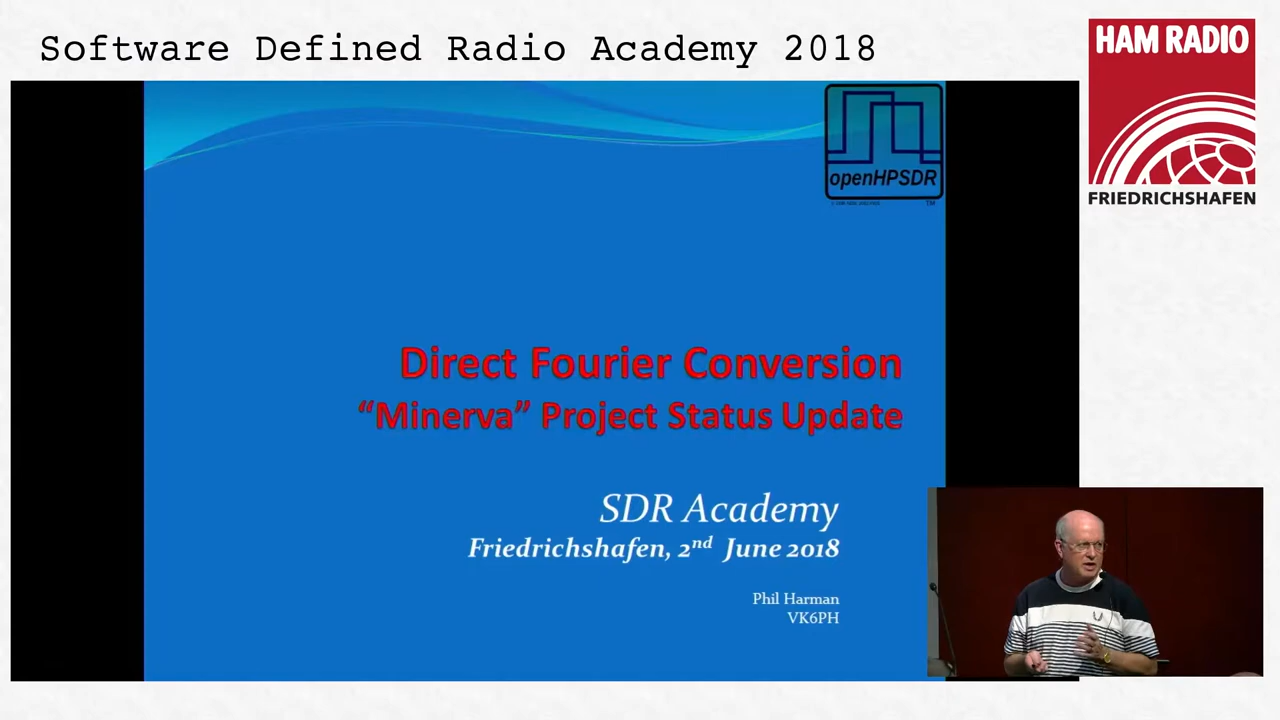 Software Defined Radio Academy 2018
HAM RADIO
FRIEDRICHSHAFEN
openHPSDR
TM
Direct Fourier Conversion
“Minerva” Project Status Update
SDR Academy
Friedrichshafen, 2nd June 2018
Phil Harman
VK6PH